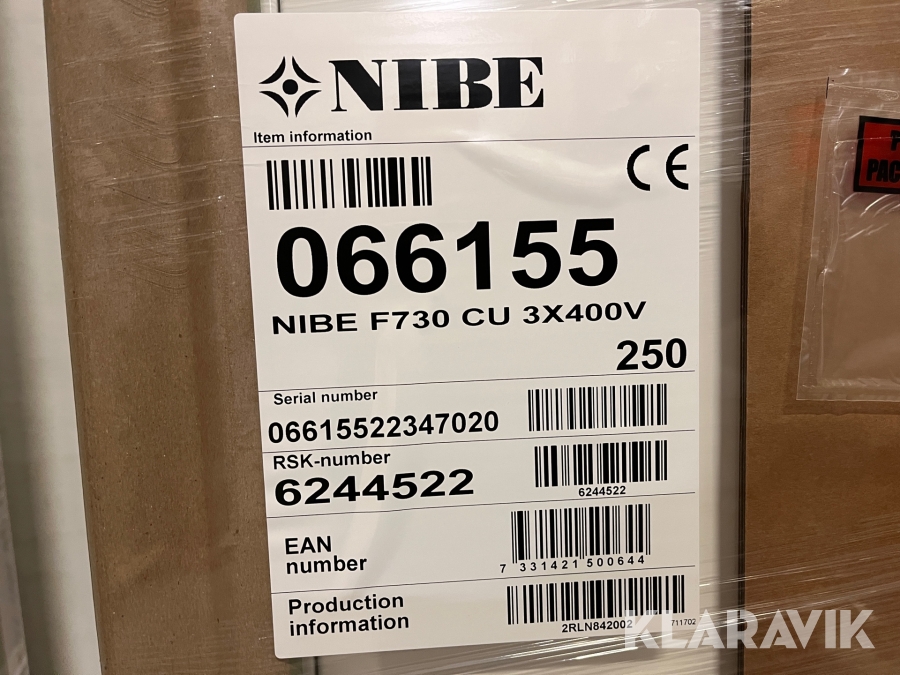 NIBE
Item information
CE
066155
NIBE F730 CU 3X400V
250
Serial number
06615522347020
RSK-number
6244522
6244522
EAN
number
7 331421 500644
Production
information
2RLN842002
711702
KLARAVIK